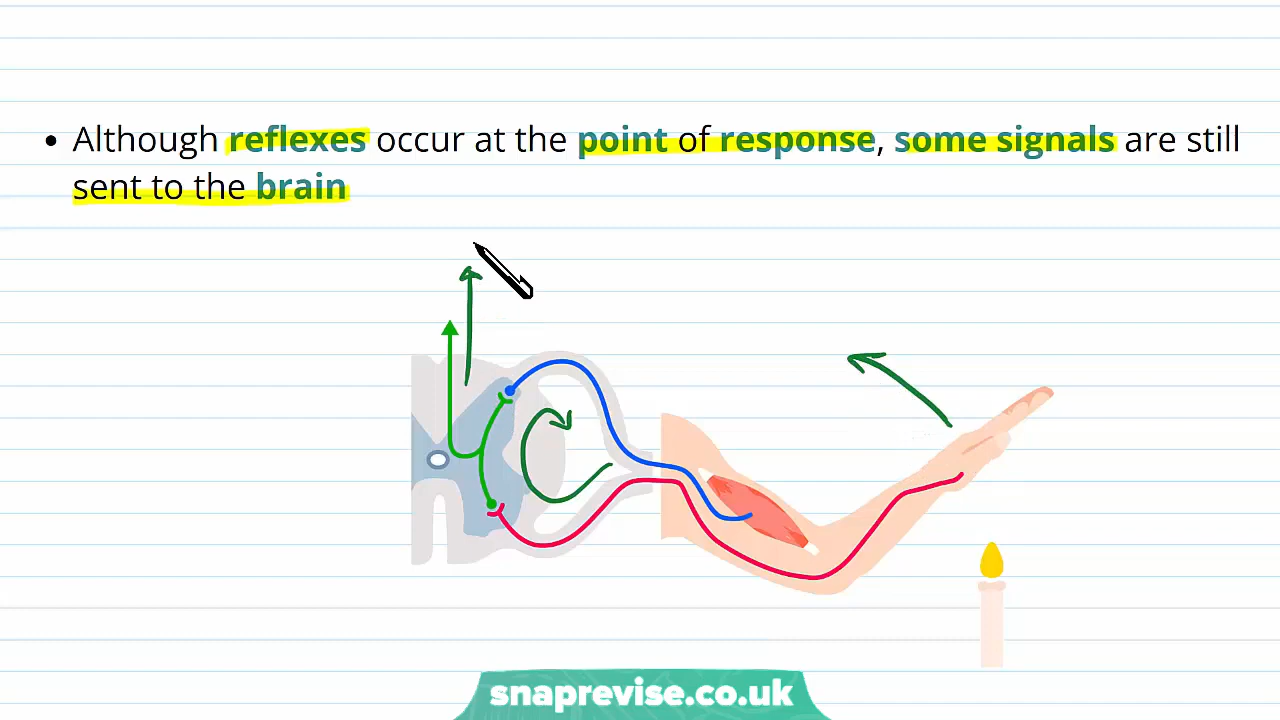 • Although reflexes occur at the point of response, some signals are still
sent to the brain
snaprevise.co.uk